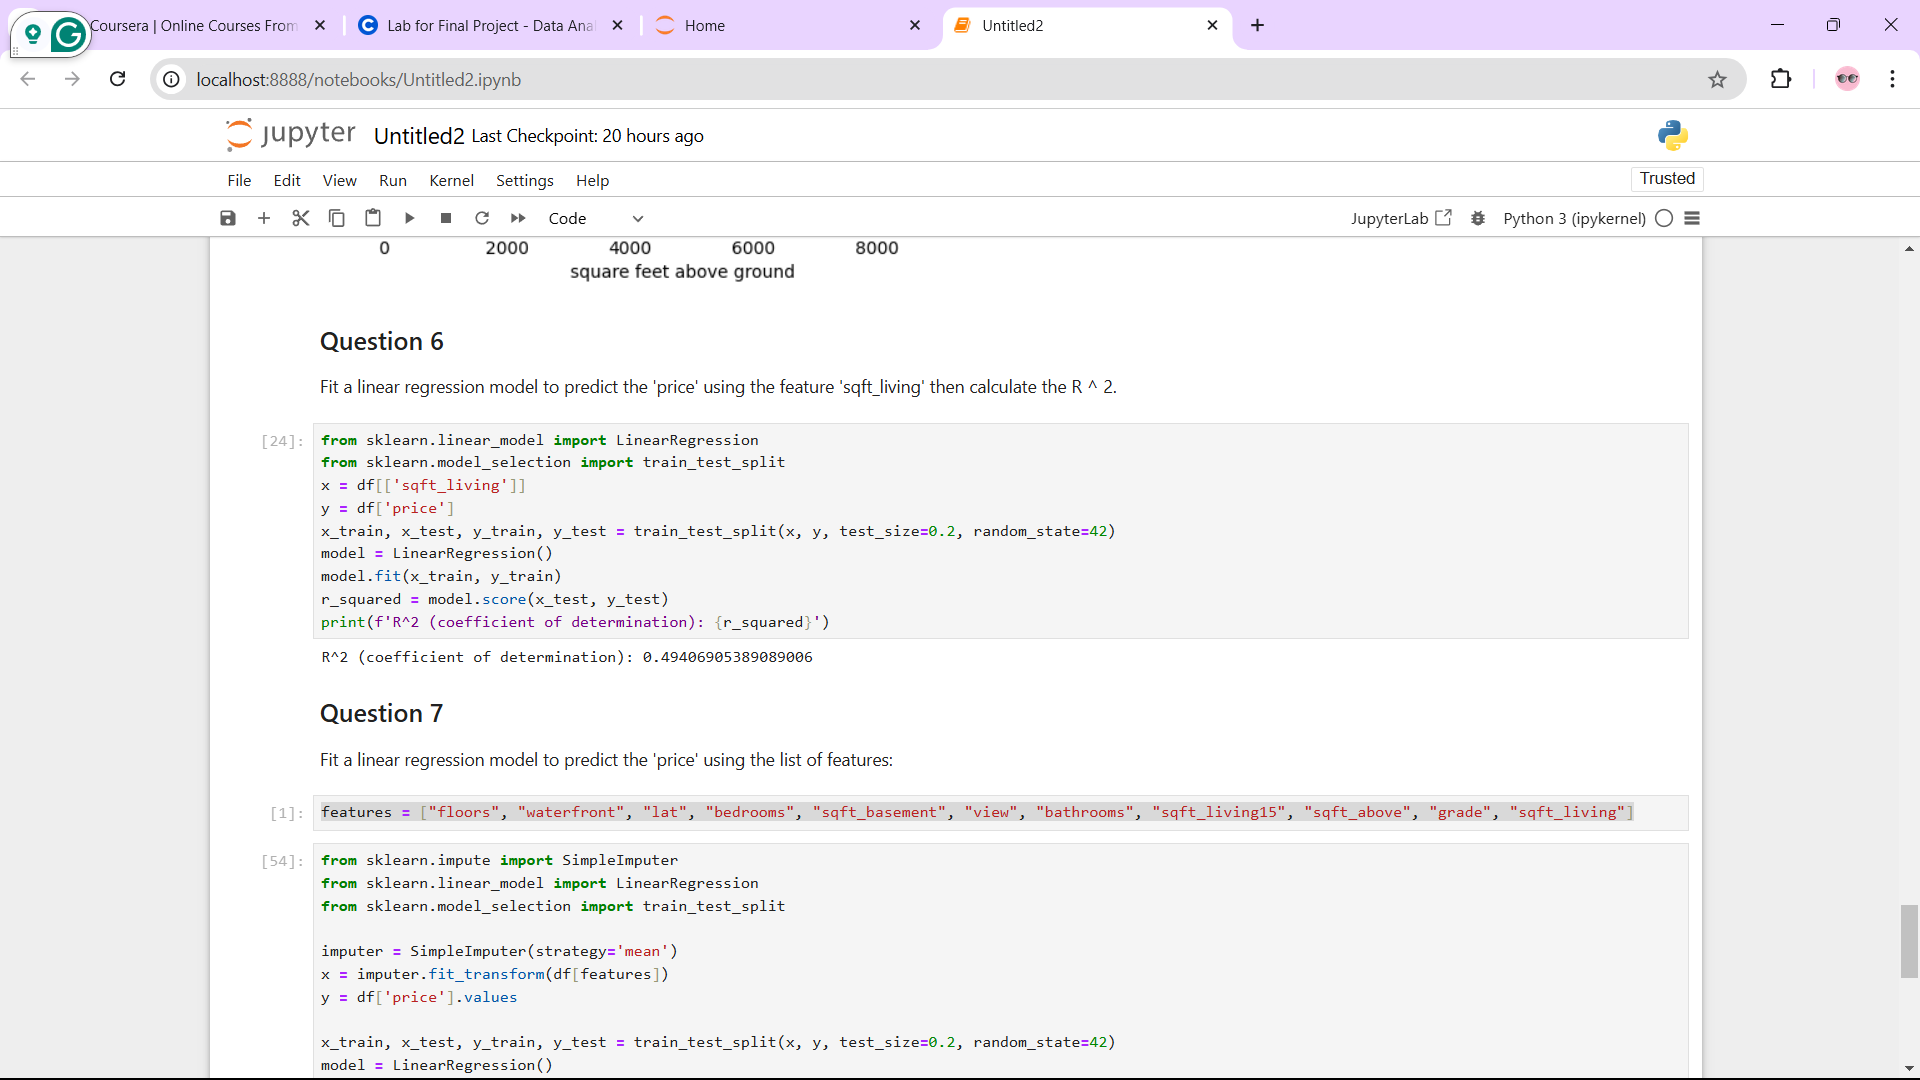 Coursera | Online Courses From
Lab for Final Project - Data Anal
Home
Untitled2
localhost:8888/notebooks/Untitled2.ipynb
jupyter Untitled2 Last Checkpoint: 20 hours ago
File Edit View Run Kernel Settings Help
Trusted
Code
JupyterLab
Python 3 (ipykernel)
0 2000 4000 6000 8000
square feet above ground
Question 6
Fit a linear regression model to predict the 'price' using the feature 'sqft_living' then calculate the R ^ 2.
[24]:
from sklearn.linear_model import LinearRegression
from sklearn.model_selection import train_test_split
x = df[['sqft_living']]
y = df['price']
x_train, x_test, y_train, y_test = train_test_split(x, y, test_size=0.2, random_state=42)
model = LinearRegression()
model.fit(x_train, y_train)
r_squared = model.score(x_test, y_test)
print(f'R^2 (coefficient of determination): {r_squared}')
R^2 (coefficient of determination): 0.49406905389089006
Question 7
Fit a linear regression model to predict the 'price' using the list of features:
[1]:
features = ["floors", "waterfront", "lat", "bedrooms", "sqft_basement", "view", "bathrooms", "sqft_living15", "sqft_above", "grade", "sqft_living"]
[54]:
from sklearn.impute import SimpleImputer
from sklearn.linear_model import LinearRegression
from sklearn.model_selection import train_test_split
imputer = SimpleImputer(strategy='mean')
x = imputer.fit_transform(df[features])
y = df['price'].values
x_train, x_test, y_train, y_test = train_test_split(x, y, test_size=0.2, random_state=42)
model = LinearRegression()